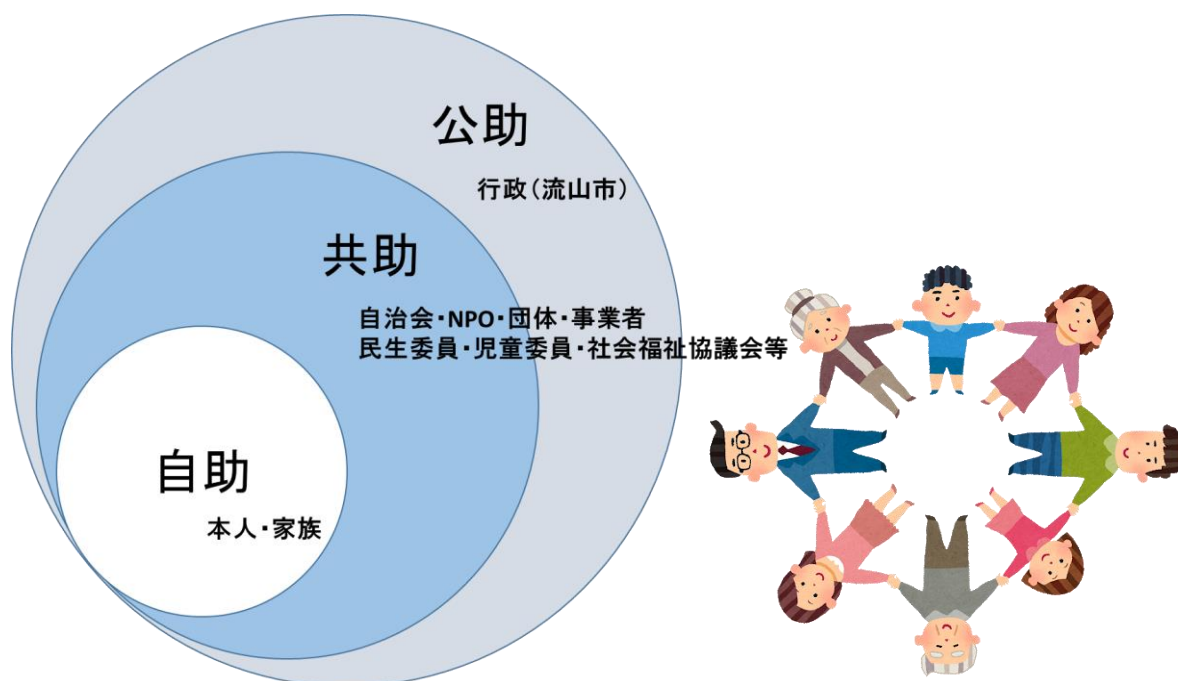 公助
行政（流山市）
共助
自治会・NPO・団体・事業者
民生委員・児童委員・社会福祉協議会等
自助
本人・家族